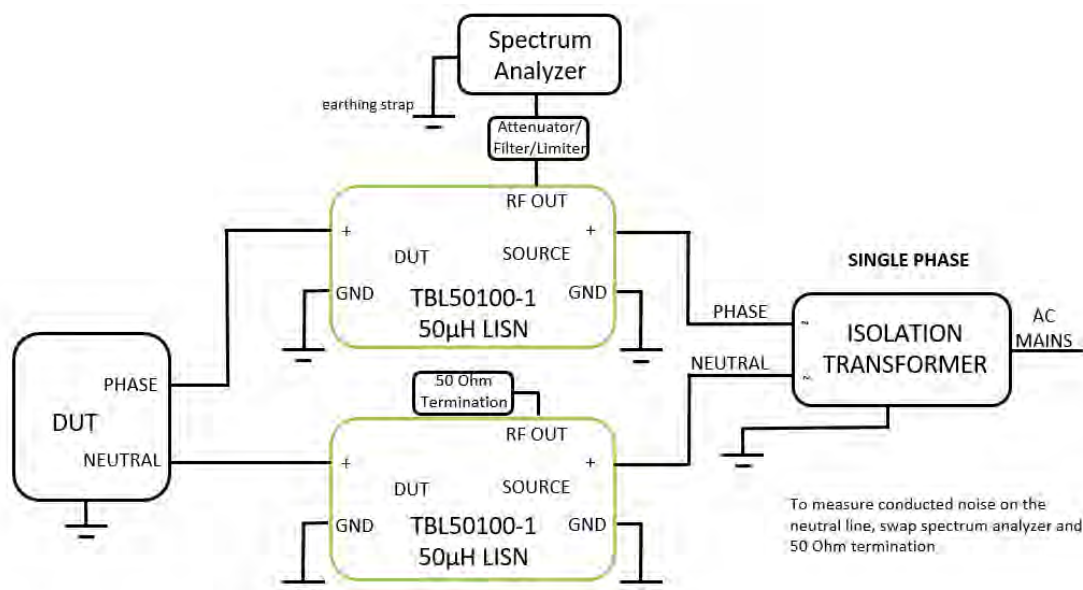 Spectrum
Analyzer
earthing strap
Attenuator/
Filter/Limiter
RF OUT
+
+
DUT
SOURCE
GND
GND
TBL50100-1
50µH LISN
SINGLE PHASE
PHASE
~
ISOLATION
TRANSFORMER
AC
MAINS
NEUTRAL
~
PHASE
DUT
NEUTRAL
50 Ohm
Termination
RF OUT
+
+
DUT
SOURCE
GND
GND
TBL50100-1
50µH LISN
To measure conducted noise on the
neutral line, swap spectrum analyzer and
50 Ohm termination